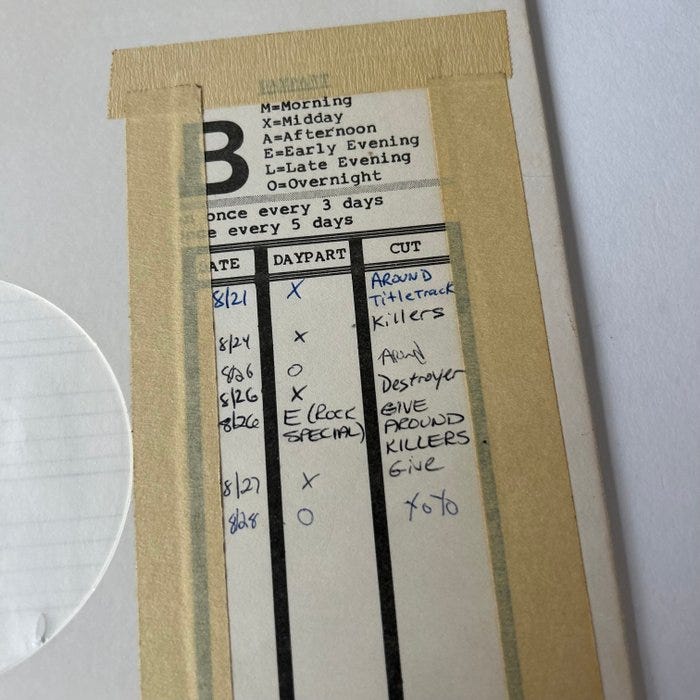 DAYPART
M=Morning
X=Midday
A=Afternoon
E=Early Evening
L=Late Evening
O=Overnight
B
once every 3 days
e every 5 days
ATE DAYPART CUT
8/21 X AROUND
TitleTrack
Killers
8/24 X Around
8/26 O Destroyer
8/26 X GIVE
8/26 E (ROCK SPECIAL) AROUND
KILLERS
8/27 X Give
8/28 O YoYo